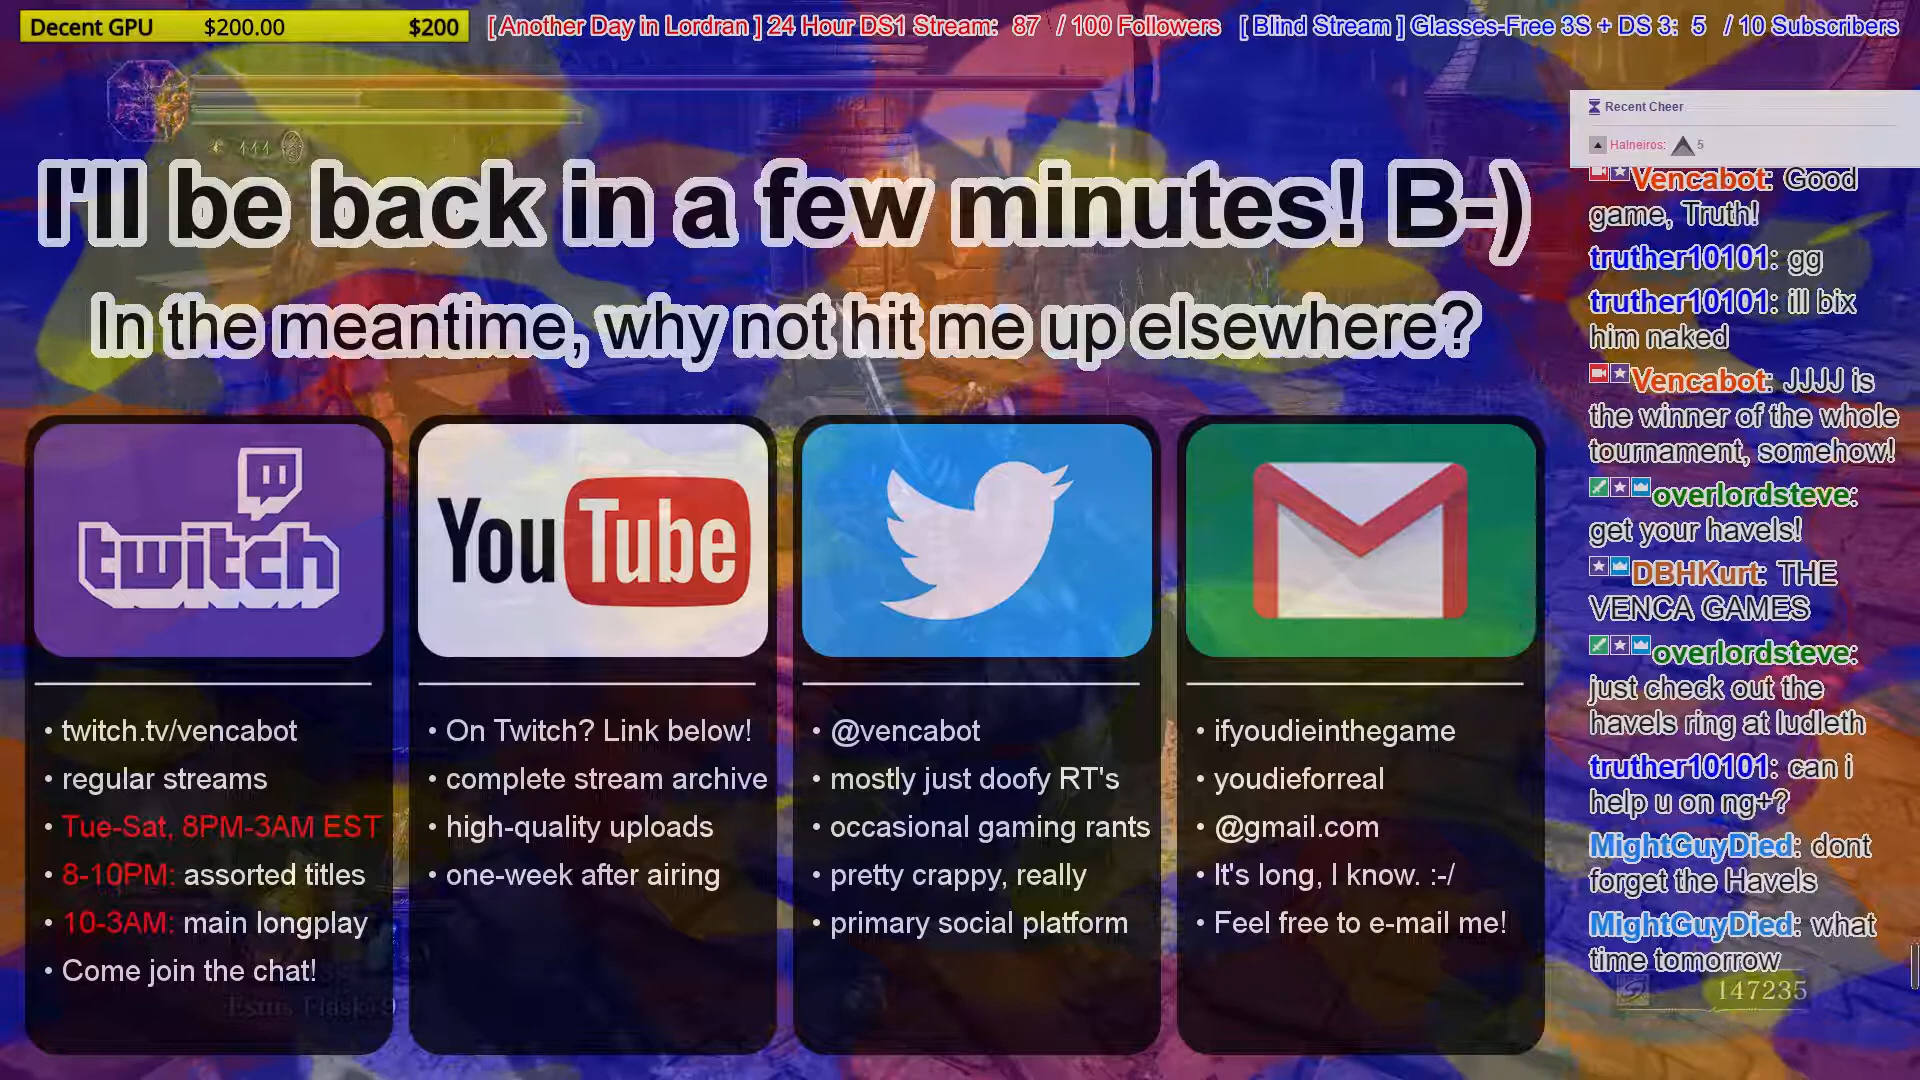 Decent GPU $200.00 $200
[ Another Day in Lordran ] 24 Hour DS1 Stream: 87 / 100 Followers
[ Blind Stream ] Glasses-Free 3S + DS 3: 5 / 10 Subscribers
111
I'll be back in a few minutes! B-)
In the meantime, why not hit me up elsewhere?
twitch
• twitch.tv/vencabot
• regular streams
• Tue-Sat, 8PM-3AM EST
• 8-10PM: assorted titles
• 10-3AM: main longplay
• Come join the chat!
Estus Flask+9
YouTube
• On Twitch? Link below!
• complete stream archive
• high-quality uploads
• one-week after airing
• @vencabot
• mostly just doofy RT's
• occasional gaming rants
• pretty crappy, really
• primary social platform
• ifyoudieinthegame
• youdieforreal
• @gmail.com
• It's long, I know. :-/
• Feel free to e-mail me!
Recent Cheer
Halneiros: 5
Vencabot: Good
game, Truth!
truther10101: gg
truther10101: ill bix
him naked
Vencabot: JJJJ is
the winner of the whole
tournament, somehow!
overlordsteve:
get your havels!
DBHKurt: THE
VENCA GAMES
overlordsteve:
just check out the
havels ring at ludleth
truther10101: can i
help u on ng+?
MightGuyDied: dont
forget the Havels
MightGuyDied: what
time tomorrow
147235